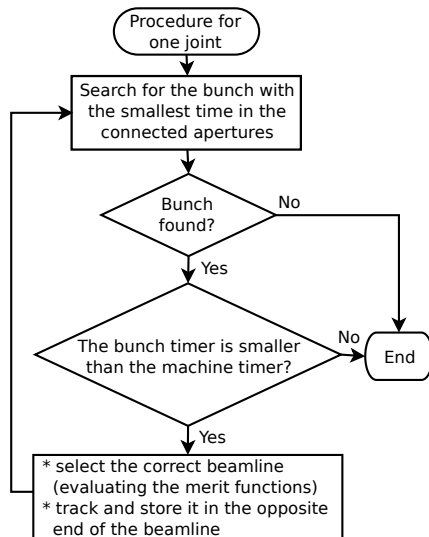 Procedure for
one joint
Search for the bunch with
the smallest time in the
connected apertures
Bunch
found?
No
Yes
The bunch timer is smaller
than the machine timer?
No
End
Yes
* select the correct beamline
(evaluating the merit functions)
* track and store it in the opposite
end of the beamline